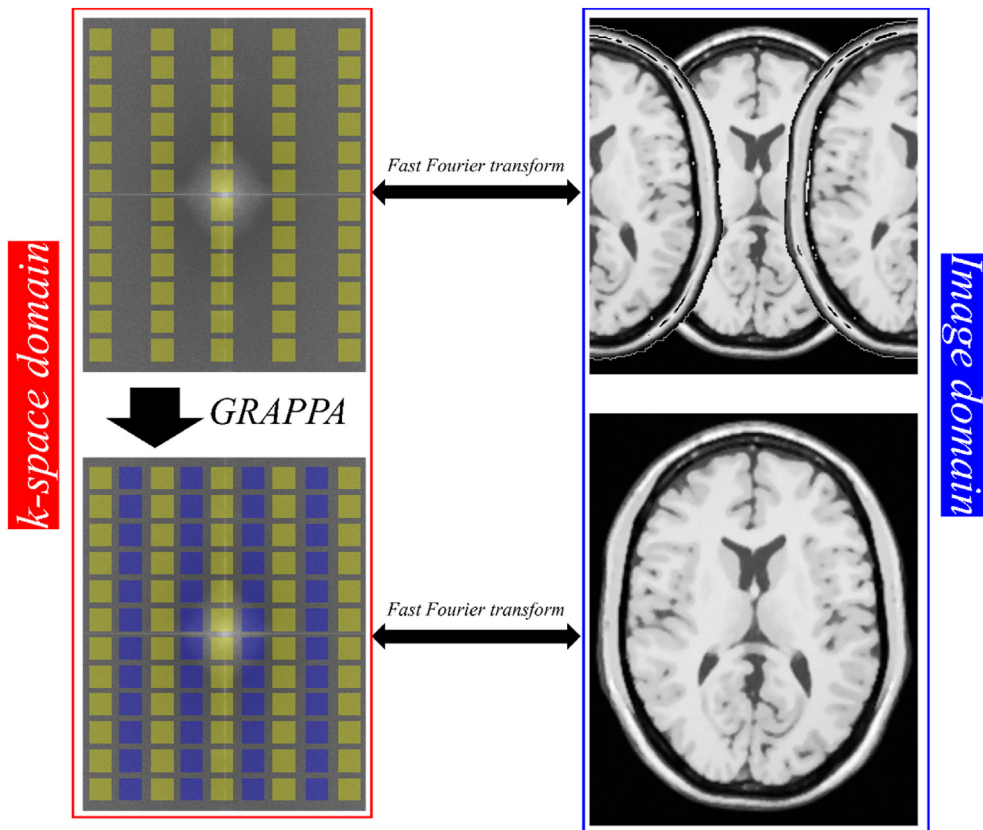 k-space domain
Fast Fourier transform
Image domain
GRAPPA
Fast Fourier transform